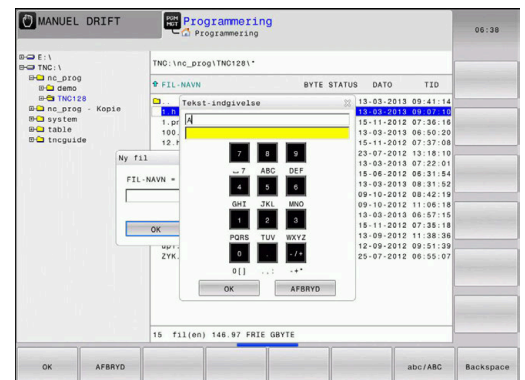 MANUEL DRIFT
PGM MGT Programmering
Programmering
06:38
E:\
TNC:\
nc_prog
demo
TNC128
nc_prog - Kopie
system
table
tncguide
TNC:\nc_prog\TNC128\*
FIL-NAVN BYTE STATUS DATO TID
.. 13-03-2013 09:41:14
1.h 13-03-2013 09:07:10
15-11-2012 07:36:16
100. 13-03-2013 06:50:20
12.h 15-11-2012 07:37:08
23-07-2012 13:18:10
13-03-2013 07:22:01
15-06-2012 06:31:54
13-03-2013 08:31:52
09-10-2012 08:42:19
09-10-2012 11:06:18
13-03-2013 06:57:15
15-11-2012 07:35:18
13-09-2012 11:38:36
12-09-2012 09:51:39
ZYK. 25-07-2012 06:55:07
Ny fil
FIL-NAVN =
OK
Tekst-indgivelse
A
7 8 9
7 ABC DEF
4 5 6
GHI JKL MNO
1 2 3
PQRS TUV WXYZ
0 . -/+
0[] ..: -+*
OK AFBRYD
15 fil(en) 146.97 FRIE GBYTE
OK AFBRYD abc/ABC Backspace